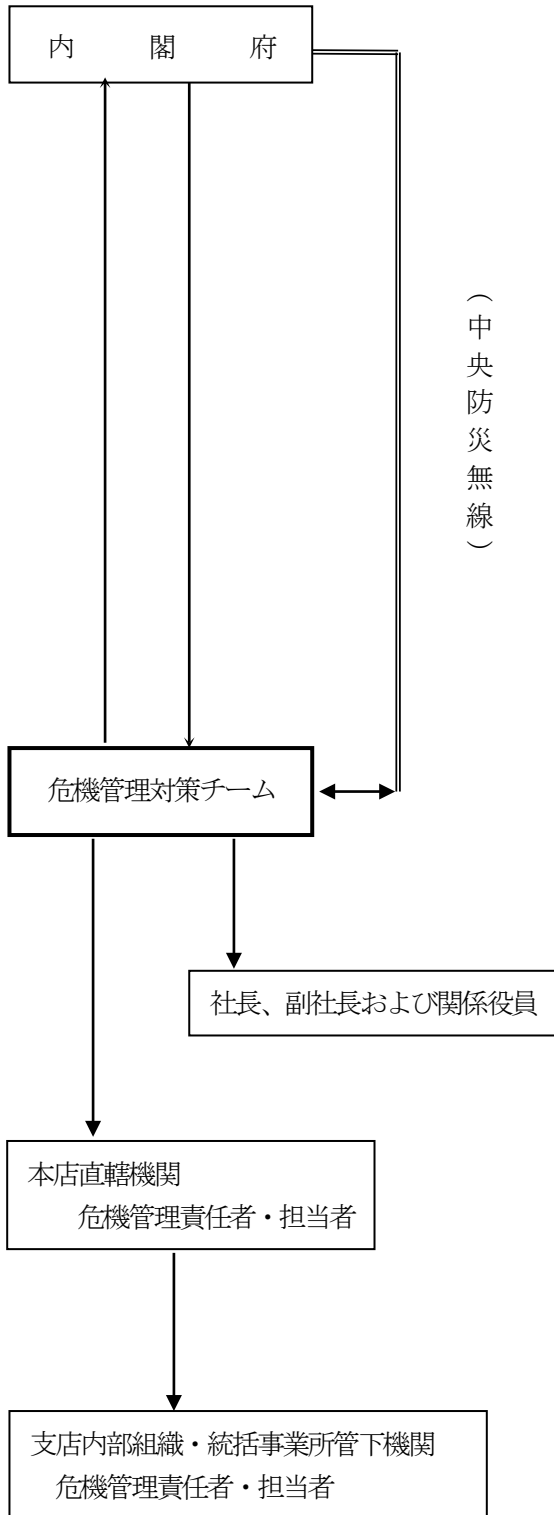 内　　閣　　府
（中央防災無線）
危機管理対策チーム
社長、副社長および関係役員
本店直轄機関
危機管理責任者・担当者
支店内部組織・統括事業所管下機関
危機管理責任者・担当者